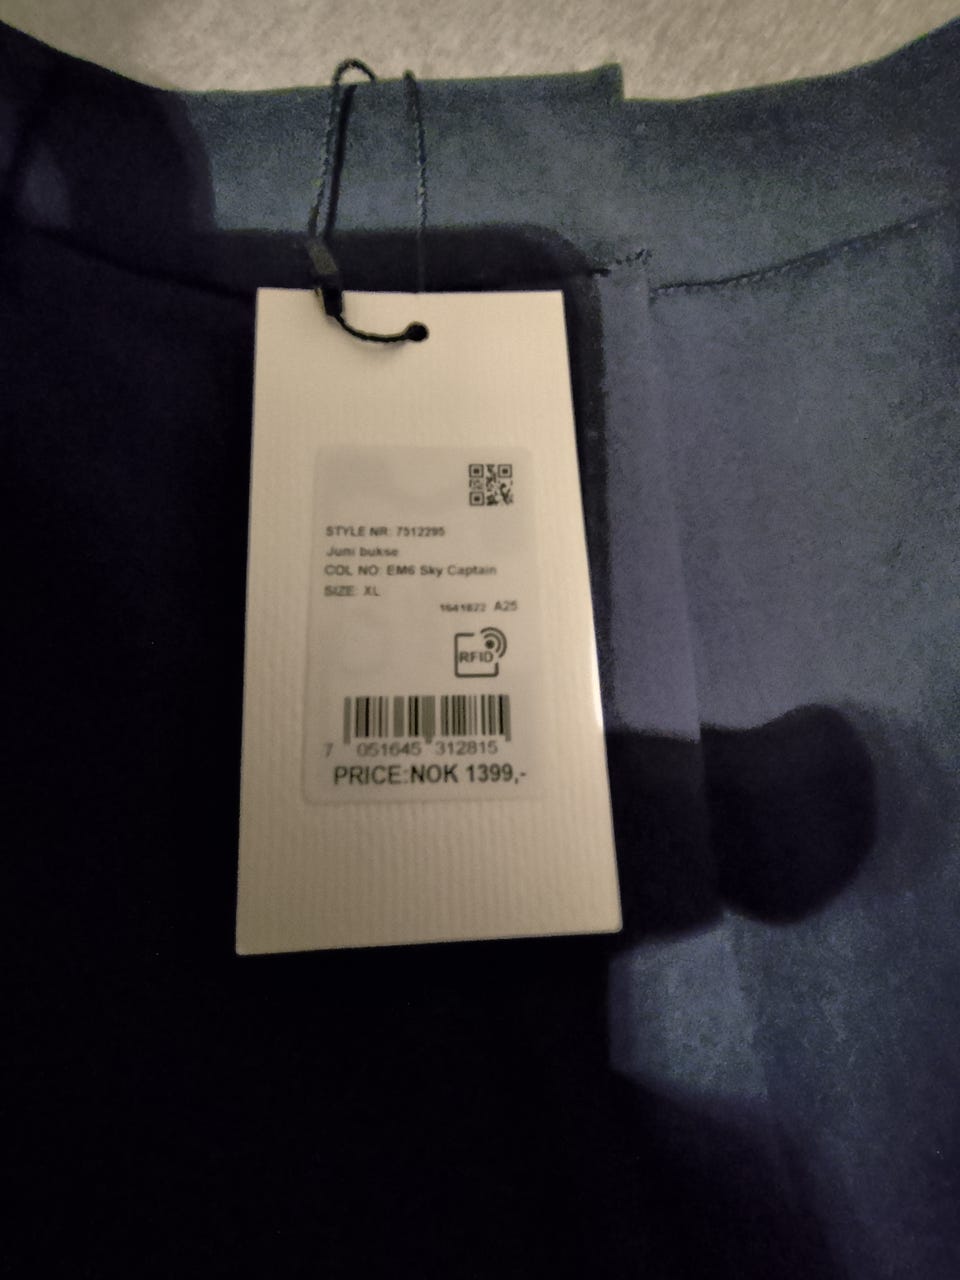 STYLE NR: 7512295
Juni bukse
COL NO: EM6 Sky Captain
SIZE: XL
1641822 A25
RFID
7 051645 312815
PRICE:NOK 1399,-